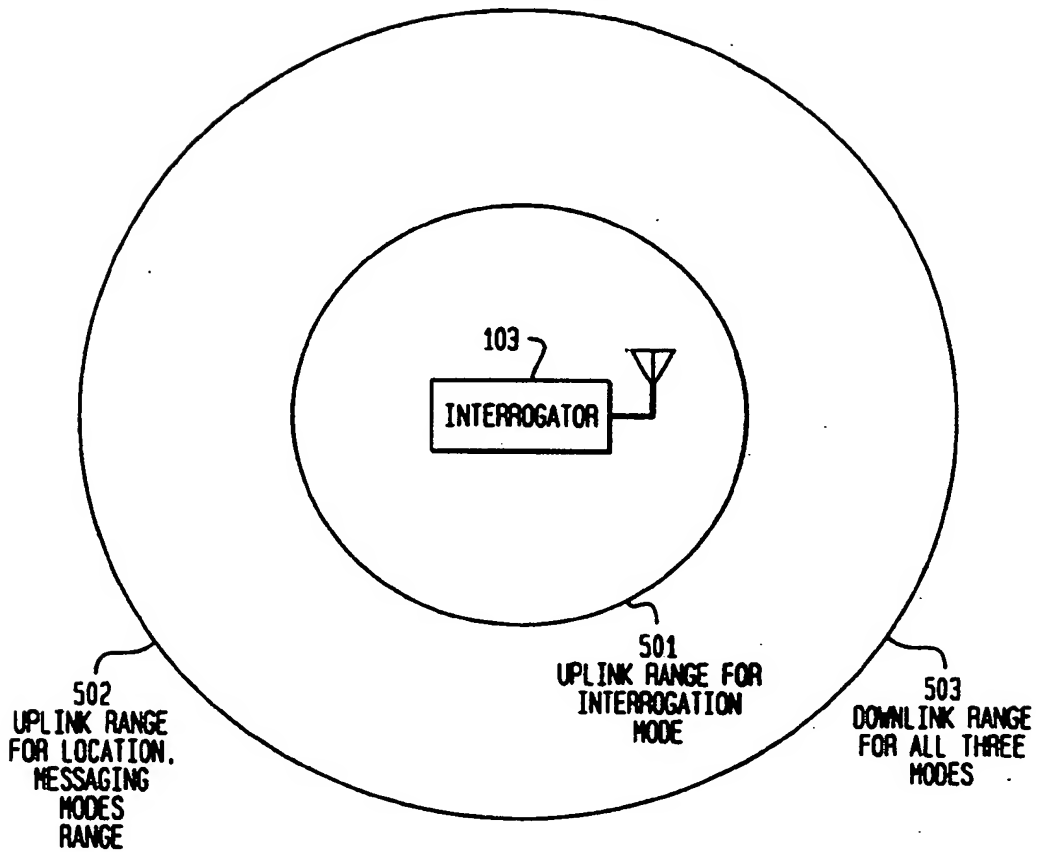 103
INTERROGATOR
501
UPLINK RANGE FOR
INTERROGATION
MODE
502
UPLINK RANGE
FOR LOCATION,
MESSAGING
MODES
RANGE
503
DOWNLINK RANGE
FOR ALL THREE
MODES